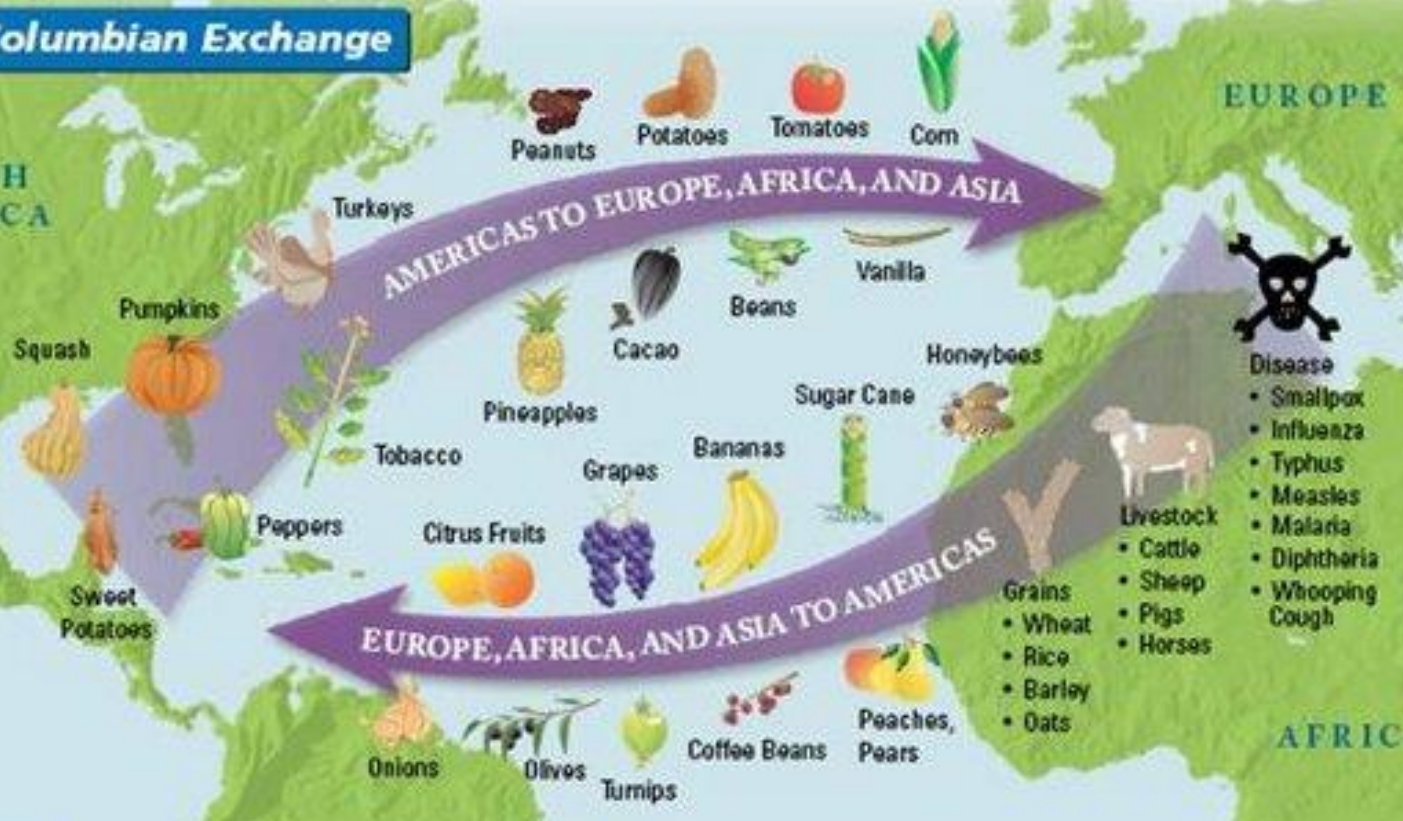 olumbian Exchange
EUROPE
H
CA
Peanuts
Potatoes
Tomatoes
Corn
AMERICAS TO EUROPE, AFRICA, AND ASIA
Turkeys
Pumpkins
Squash
Tobacco
Peppers
Sweet
Potatoes
Pineapples
Cacao
Beans
Vanilla
Honeybees
Sugar Cane
Bananas
Grapes
Citrus Fruits
EUROPE, AFRICA, AND ASIA TO AMERICAS
Onions
Olives
Turnips
Coffee Beans
Peaches,
Pears
Grains
• Wheat
• Rice
• Barley
• Oats
Livestock
• Cattle
• Sheep
• Pigs
• Horses
Disease
• Smallpox
• Influenza
• Typhus
• Measles
• Malaria
• Diphtheria
• Whooping
Cough
AFRIC